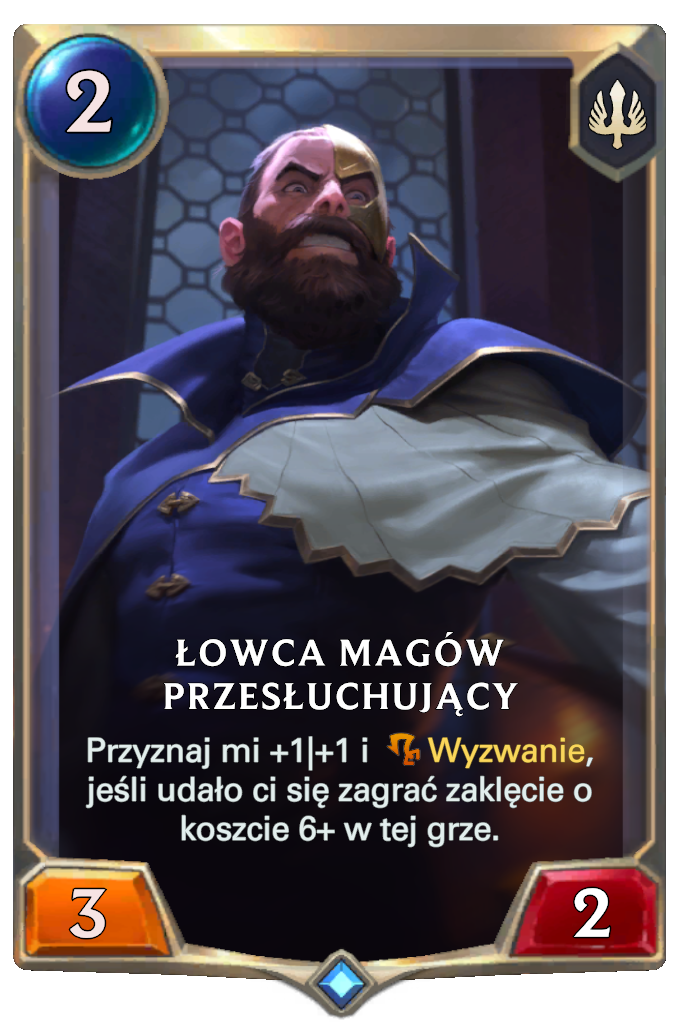 2
ŁOWCA MAGÓW
PRZESŁUCHUJĄCY
Przyznaj mi +1|+1 i Wyzwanie,
jeśli udało ci się zagrać zaklęcie o
koszcie 6+ w tej grze.
3
2